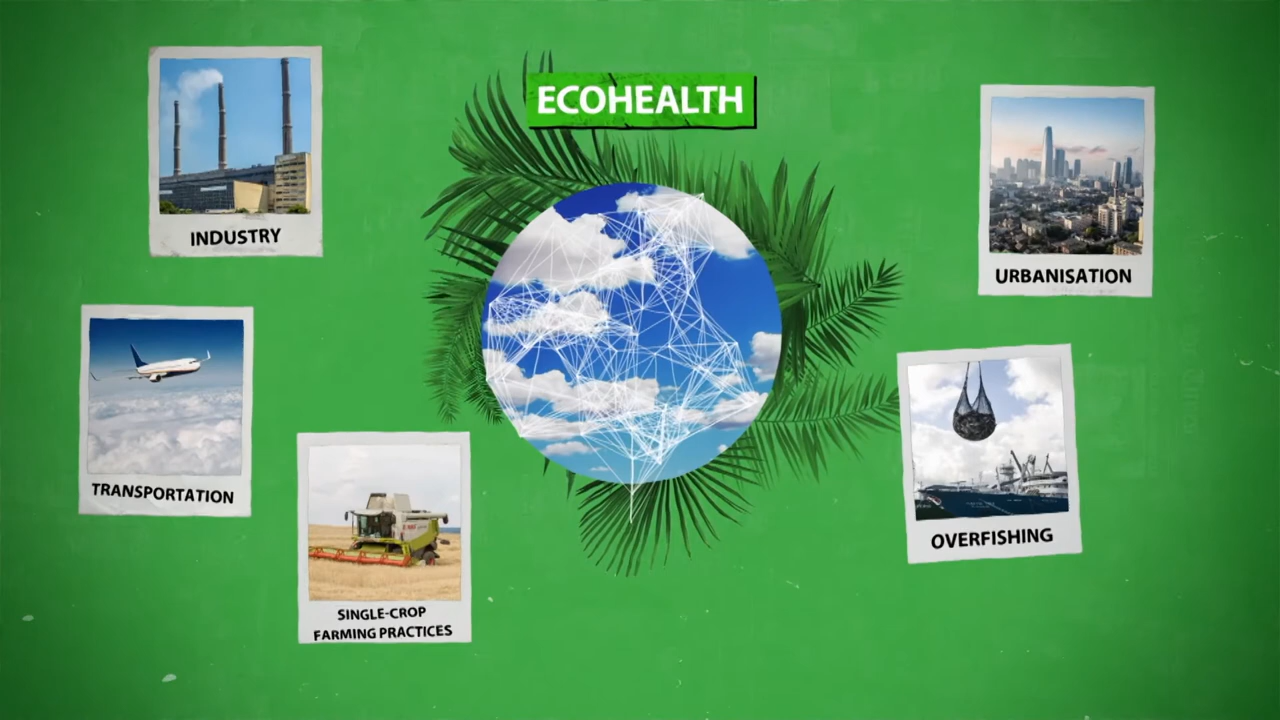 ECOHEALTH
INDUSTRY
URBANISATION
TRANSPORTATION
OVERFISHING
SINGLE-CROP
FARMING PRACTICES